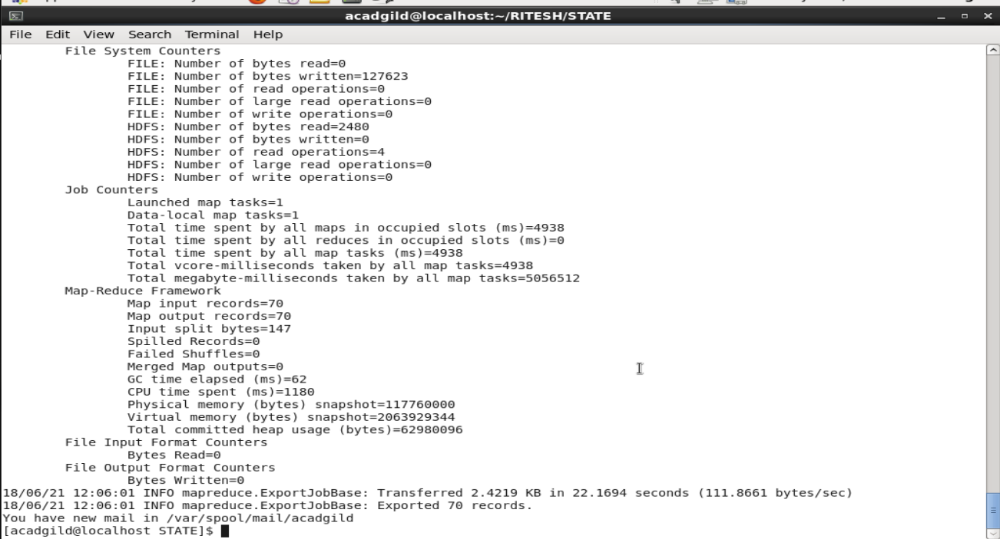 acadgild@localhost:~/RITESH/STATE
File Edit View Search Terminal Help
File System Counters
FILE: Number of bytes read=0
FILE: Number of bytes written=127623
FILE: Number of read operations=0
FILE: Number of large read operations=0
FILE: Number of write operations=0
HDFS: Number of bytes read=2480
HDFS: Number of bytes written=0
HDFS: Number of read operations=4
HDFS: Number of large read operations=0
HDFS: Number of write operations=0
Job Counters
Launched map tasks=1
Data-local map tasks=1
Total time spent by all maps in occupied slots (ms)=4938
Total time spent by all reduces in occupied slots (ms)=0
Total time spent by all map tasks (ms)=4938
Total vcore-milliseconds taken by all map tasks=4938
Total megabyte-milliseconds taken by all map tasks=5056512
Map-Reduce Framework
Map input records=70
Map output records=70
Input split bytes=147
Spilled Records=0
Failed Shuffles=0
Merged Map outputs=0
GC time elapsed (ms)=62
CPU time spent (ms)=1180
Physical memory (bytes) snapshot=117760000
Virtual memory (bytes) snapshot=2063929344
Total committed heap usage (bytes)=62980096
File Input Format Counters
Bytes Read=0
File Output Format Counters
Bytes Written=0
18/06/21 12:06:01 INFO mapreduce.ExportJobBase: Transferred 2.4219 KB in 22.1694 seconds (111.8661 bytes/sec)
18/06/21 12:06:01 INFO mapreduce.ExportJobBase: Exported 70 records.
You have new mail in /var/spool/mail/acadgild
[acadgild@localhost STATE]$